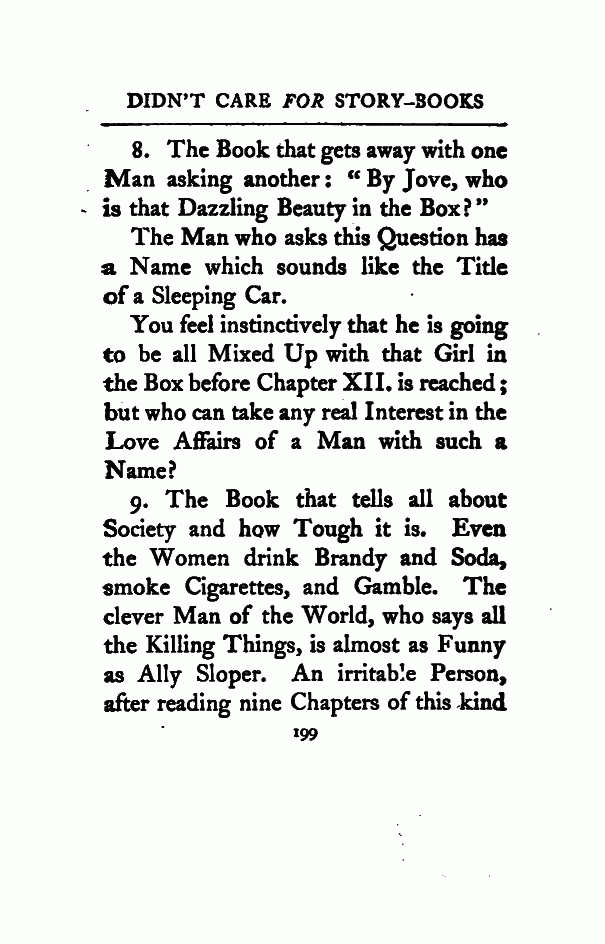 DIDN'T CARE FOR STORY-BOOKS
8. The Book that gets away with one
Man asking another: “By Jove, who
is that Dazzling Beauty in the Box?”
The Man who asks this Question has
a Name which sounds like the Title
of a Sleeping Car.
You feel instinctively that he is going
to be all Mixed Up with that Girl in
the Box before Chapter XII. is reached;
but who can take any real Interest in the
Love Affairs of a Man with such a
Name?
9. The Book that tells all about
Society and how Tough it is. Even
the Women drink Brandy and Soda,
smoke Cigarettes, and Gamble. The
clever Man of the World, who says all
the Killing Things, is almost as Funny
as Ally Sloper. An irritable Person,
after reading nine Chapters of this kind
199